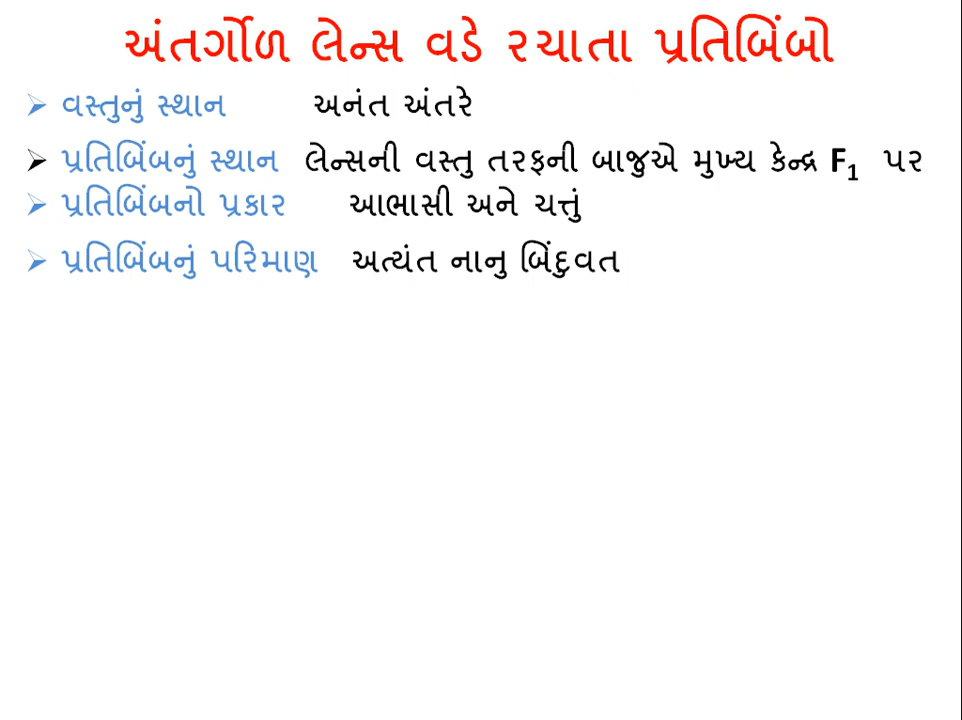 અંતર્ગોળ લેન્સ વડે રચાતા પ્રતિબિંબો
➢ વસ્તુનું સ્થાન અનંત અંતરે
➢ પ્રતિબિંબનું સ્થાન લેન્સની વસ્તુ તરફની બાજુએ મુખ્ય કેન્દ્ર F₁ પર
➢ પ્રતિબિંબનો પ્રકાર આભાસી અને ચત્તું
➢ પ્રતિબિંબનું પરિમાણ અત્યંત નાનુ બિંદુવત